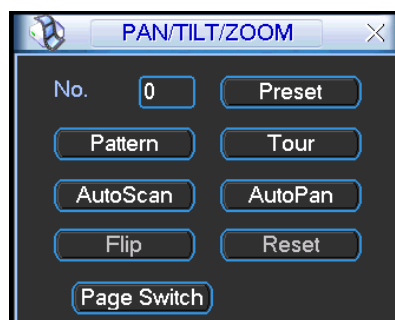 PAN/TILT/ZOOM
No. 0 Preset
Pattern Tour
AutoScan AutoPan
Flip Reset
Page Switch